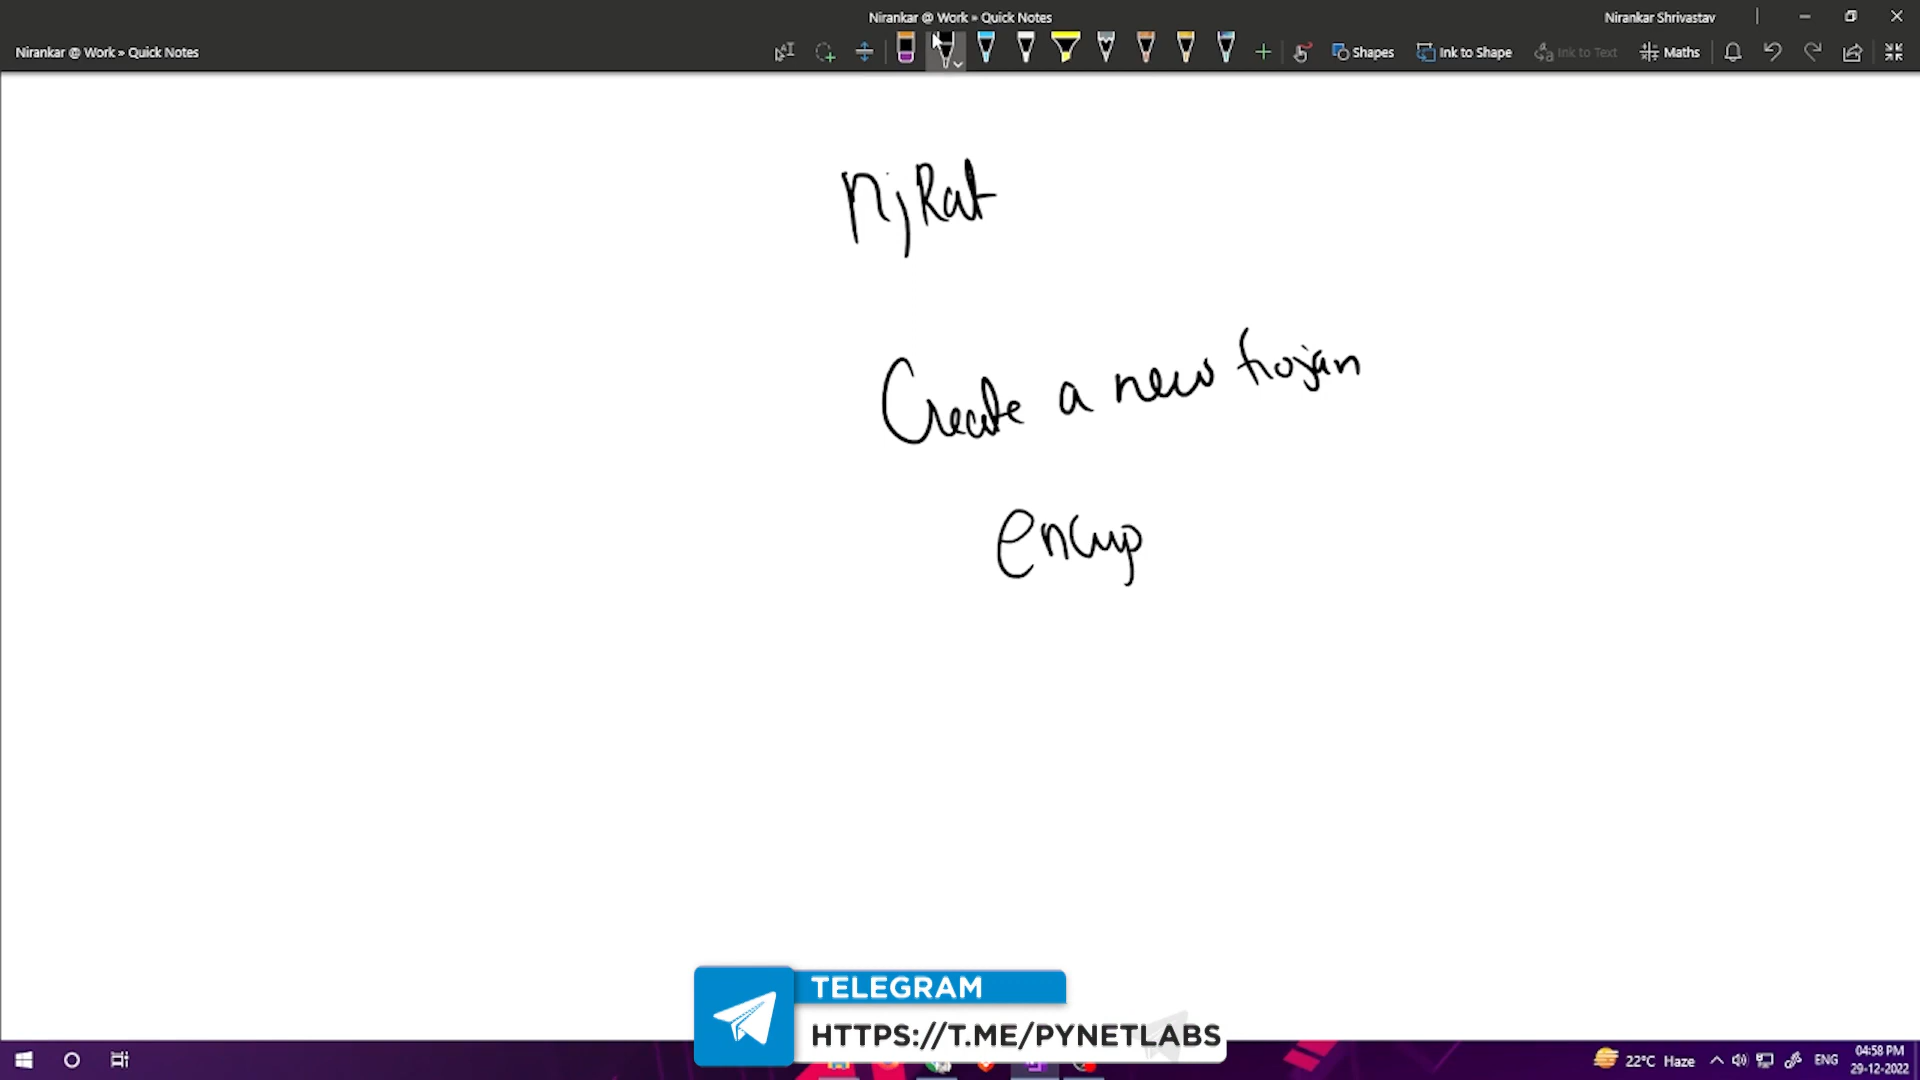 Nirankar @ Work » Quick Notes
Nirankar Shrivastav
Nirankar @ Work » Quick Notes
Shapes
Ink to Shape
Ink to Text
Maths
NjRat
Create a new trojan
encryp
TELEGRAM
HTTPS://T.ME/PYNETLABS
22°C Haze
ENG
04:58 PM
29-12-2022